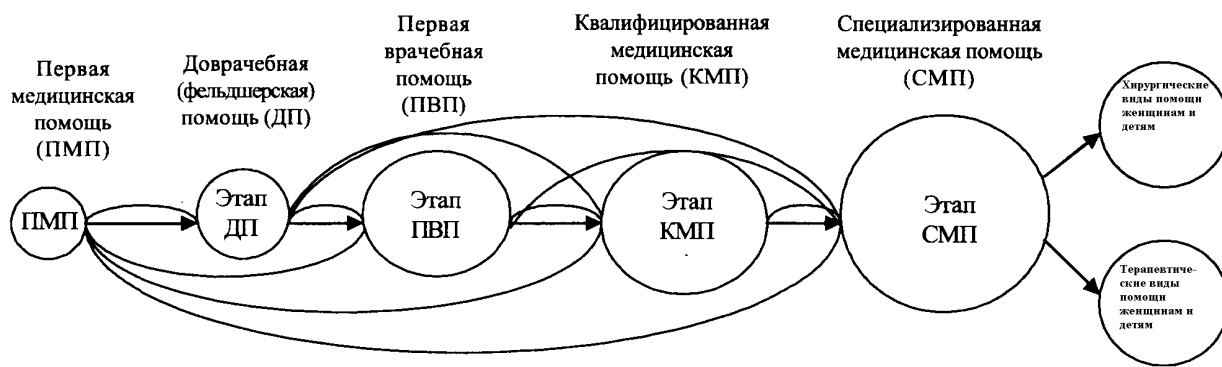 Первая
медицинская
помощь
(ПМП)
Доврачебная
(фельдшерская)
помощь (ДП)
Первая
врачебная
помощь
(ПВП)
Квалифицированная
медицинская
помощь (КМП)
Специализированная
медицинская помощь
(СМП)
ПМП
Этап
ДП
Этап
ПВП
Этап
КМП
Этап
СМП
Хирургические
виды помощи
женщинам и
детям
Терапевтиче-
ские виды
помощи
женщинам и
детям